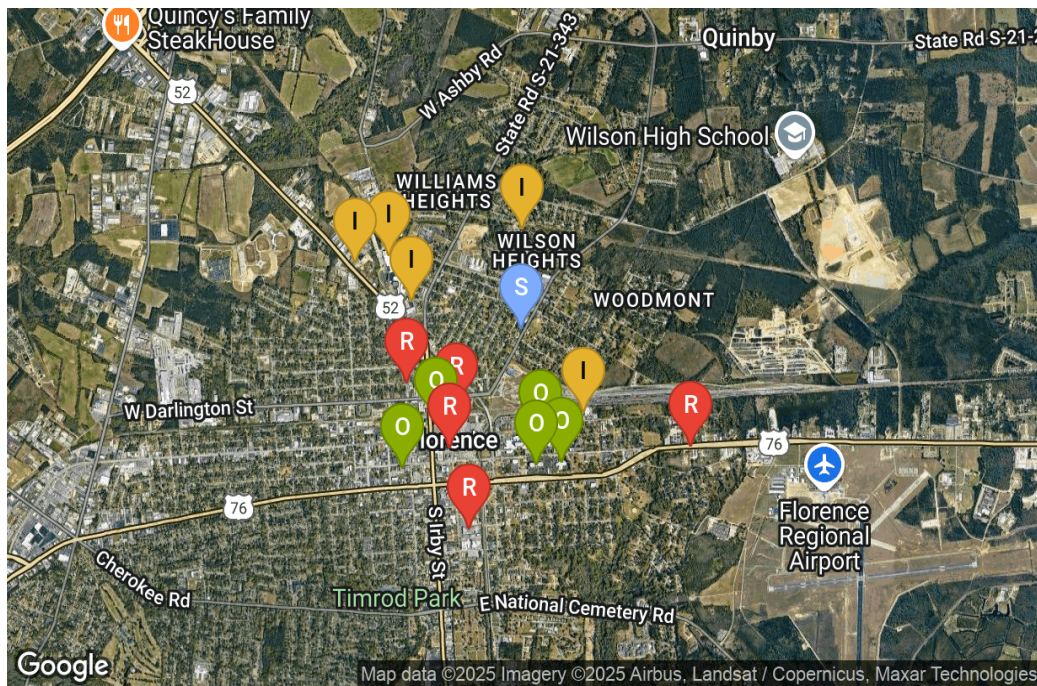 Quincy's Family
SteakHouse
52
W Ashby Rd
State Rd S-21-343
Quinby
State Rd S-21-2
Wilson High School
WILLIAMS
HEIGHTS
I
I
I
I
WILSON
HEIGHTS
S
52
WOODMONT
R
R
O
I
O
R
R
W Darlington St
O
O
O
Florence
76
R
76
S Irby St
Florence
Regional
Airport
Cherokee Rd
Timrod Park
E National Cemetery Rd
Google
Map data ©2025 Imagery ©2025 Airbus, Landsat / Copernicus, Maxar Technologies